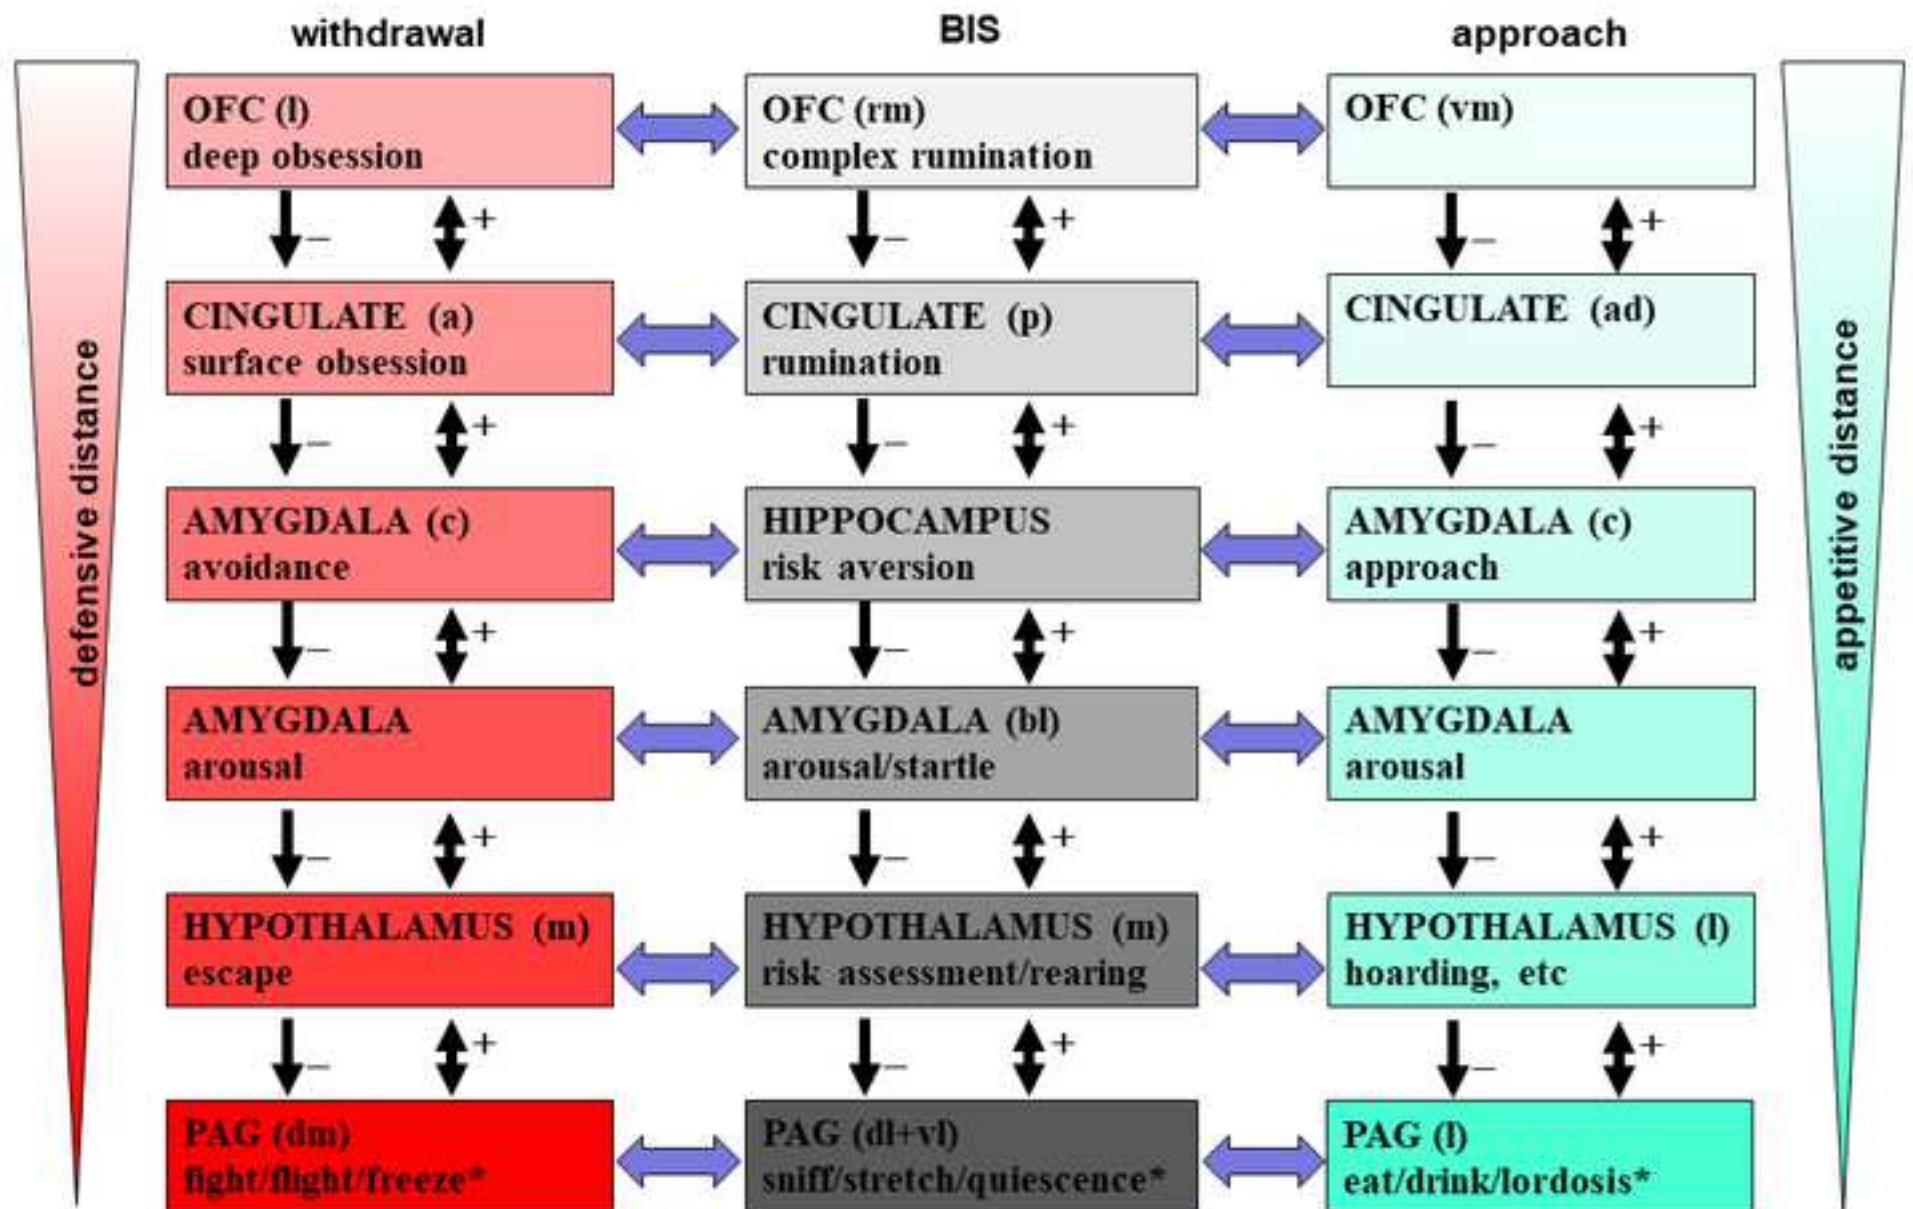 withdrawal
BIS
approach
OFC (l)
deep obsession
OFC (rm)
complex rumination
OFC (vm)
–
+
–
+
–
+
CINGULATE (a)
surface obsession
CINGULATE (p)
rumination
CINGULATE (ad)
–
+
–
+
–
+
defensive distance
appetitive distance
AMYGDALA (c)
avoidance
HIPPOCAMPUS
risk aversion
AMYGDALA (c)
approach
–
+
–
+
–
+
AMYGDALA
arousal
AMYGDALA (bl)
arousal/startle
AMYGDALA
arousal
–
+
–
+
–
+
HYPOTHALAMUS (m)
escape
HYPOTHALAMUS (m)
risk assessment/rearing
HYPOTHALAMUS (l)
hoarding, etc
–
+
–
+
–
+
PAG (dm)
fight/flight/freeze*
PAG (dl+vl)
sniff/stretch/quiescence*
PAG (l)
eat/drink/lordosis*